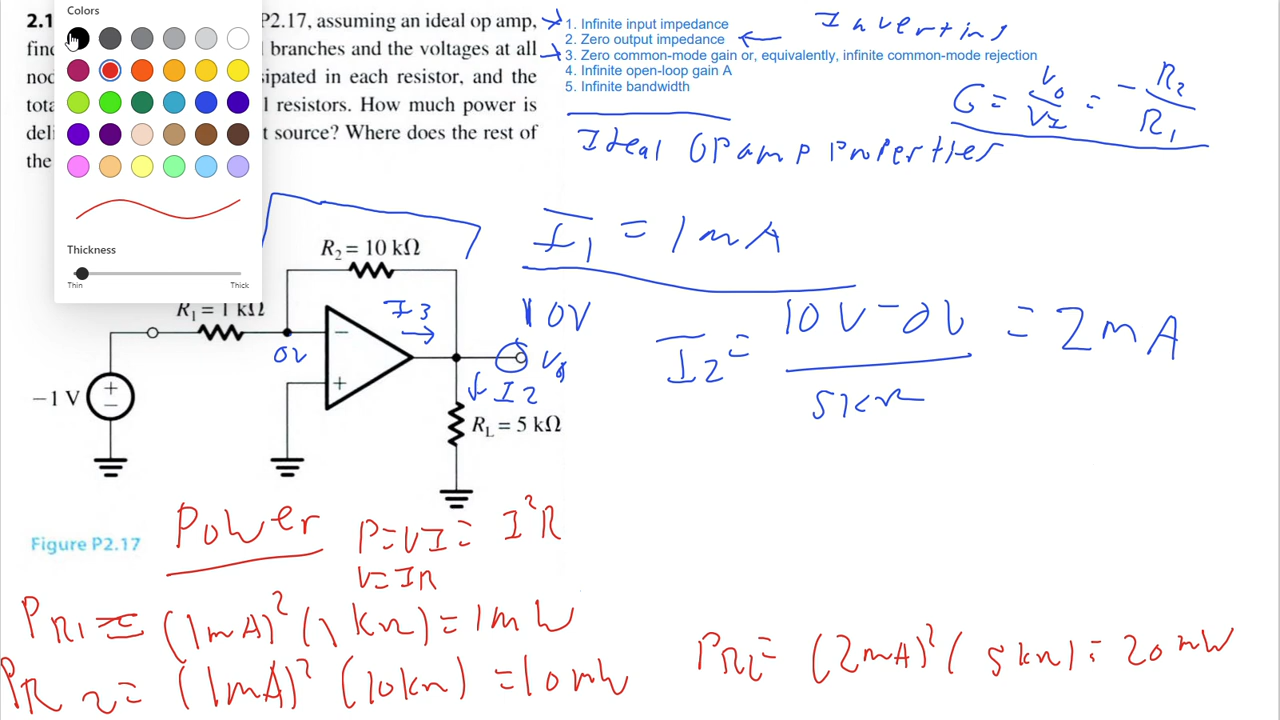 Colors
2.1
P2.17, assuming an ideal op amp,
fin
branches and the voltages at all
nod
sipated in each resistor, and the
tota
l resistors. How much power is
deli
t source? Where does the rest of
the
Thickness
Thin
Thick
1. Infinite input impedance
2. Zero output impedance
3. Zero common-mode gain or, equivalently, infinite common-mode rejection
4. Infinite open-loop gain A
5. Infinite bandwidth
Inverting
G = Vo/VI = - R2/R1
Ideal OP amp Properties
I1 = 1mA
I2 = 10V-0V/5kΩ = 2mA
R2 = 10 kΩ
R1 = 1 kΩ
I3
10V
0V
Vo
I2
−
+
+
−
−1 V
RL = 5 kΩ
Figure P2.17
Power
P=VI= I²R
V=IR
PR1= (1mA)²(1kΩ)=1mW
PR2= (1mA)²(10kΩ)=10mW
PRL= (2mA)²(5kΩ)= 20mW